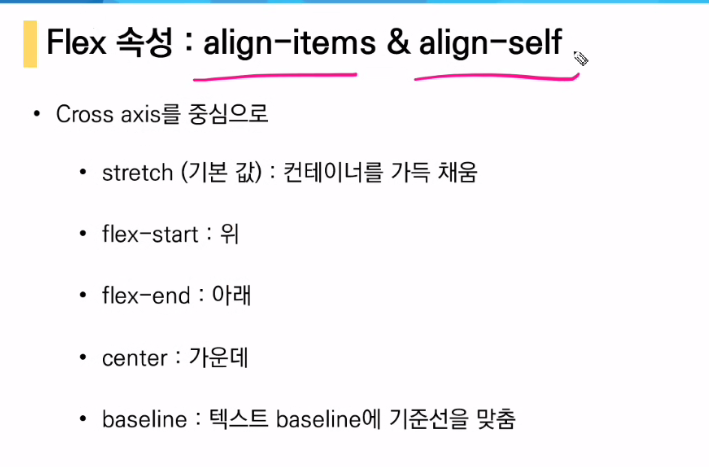 Flex 속성 : align-items & align-self
• Cross axis를 중심으로
• stretch (기본 값) : 컨테이너를 가득 채움
• flex-start : 위
• flex-end : 아래
• center : 가운데
• baseline : 텍스트 baseline에 기준선을 맞춤